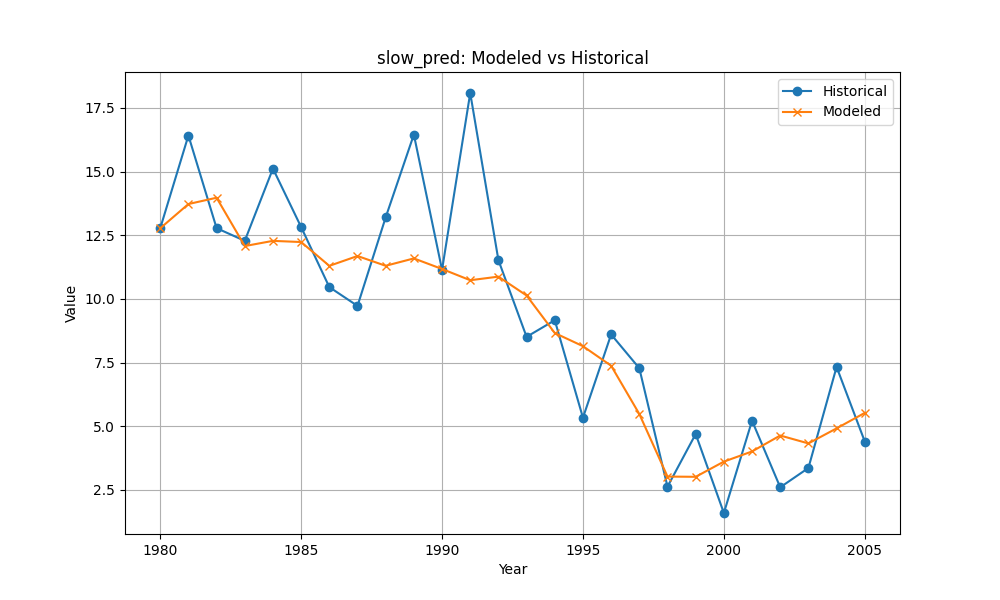 slow_pred: Modeled vs Historical
Historical
Modeled
17.5
15.0
12.5
10.0
7.5
5.0
2.5
Value
1980 1985 1990 1995 2000 2005
Year